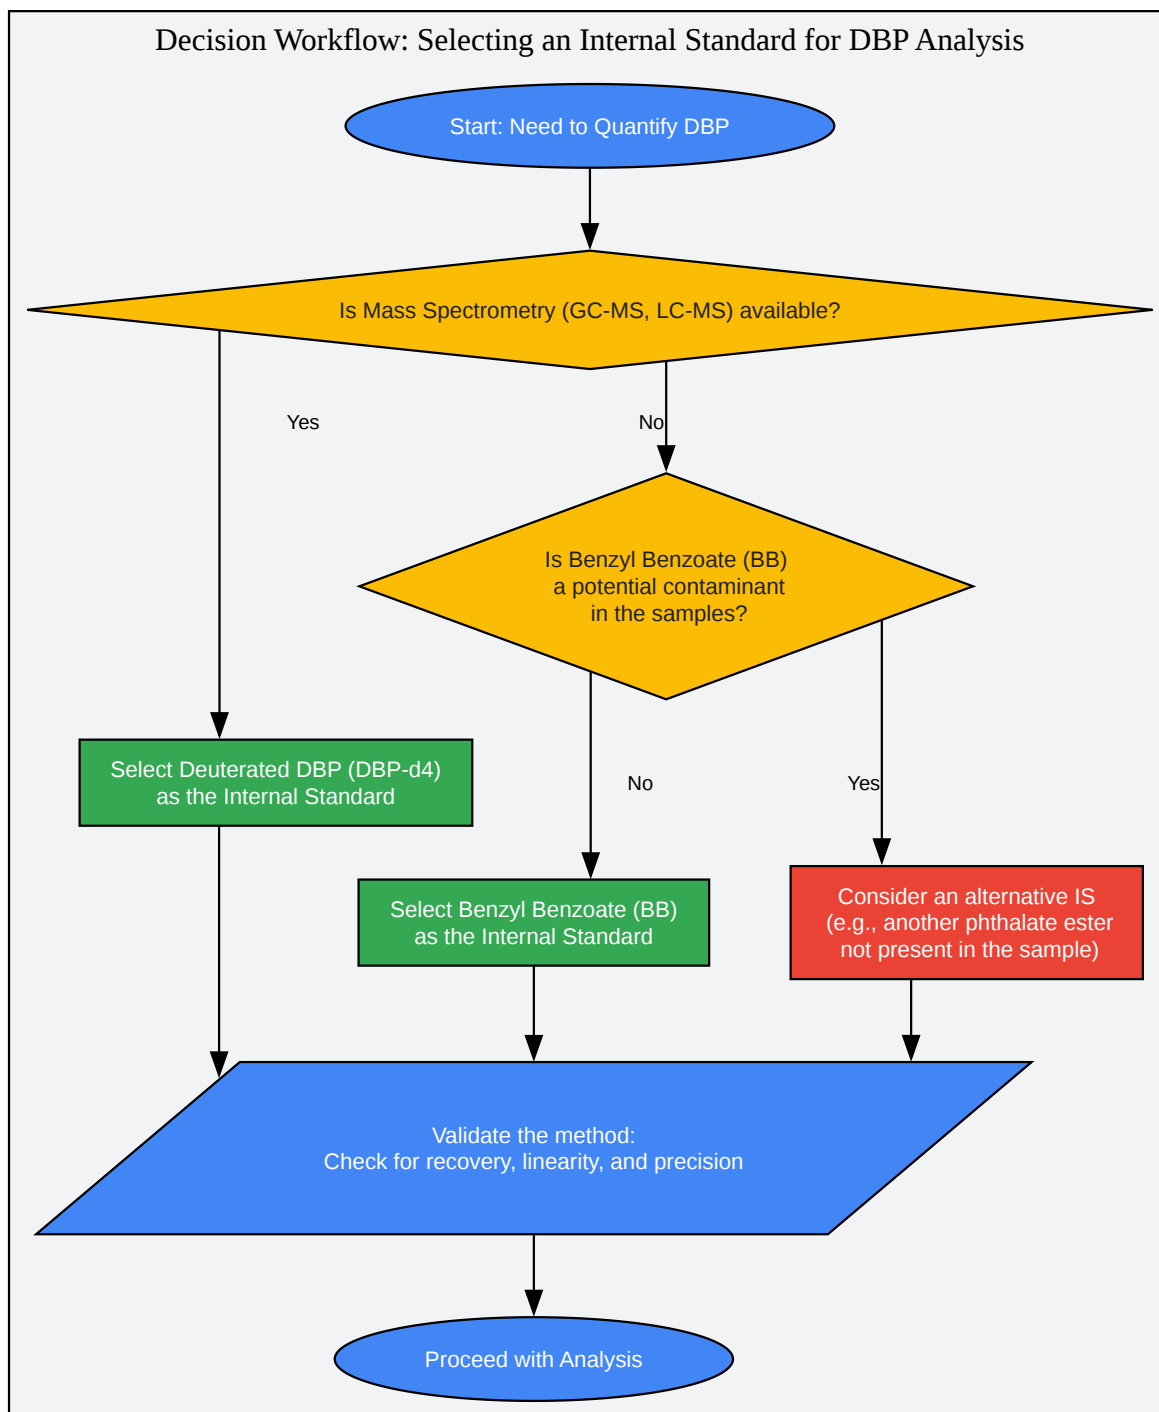 Decision Workflow: Selecting an Internal Standard for DBP Analysis
Start: Need to Quantify DBP
Is Mass Spectrometry (GC-MS, LC-MS) available?
Yes
No
Is Benzyl Benzoate (BB)
a potential contaminant
in the samples?
Select Deuterated DBP (DBP-d4)
as the Internal Standard
No
Yes
Select Benzyl Benzoate (BB)
as the Internal Standard
Consider an alternative IS
(e.g., another phthalate ester
not present in the sample)
Validate the method:
Check for recovery, linearity, and precision
Proceed with Analysis